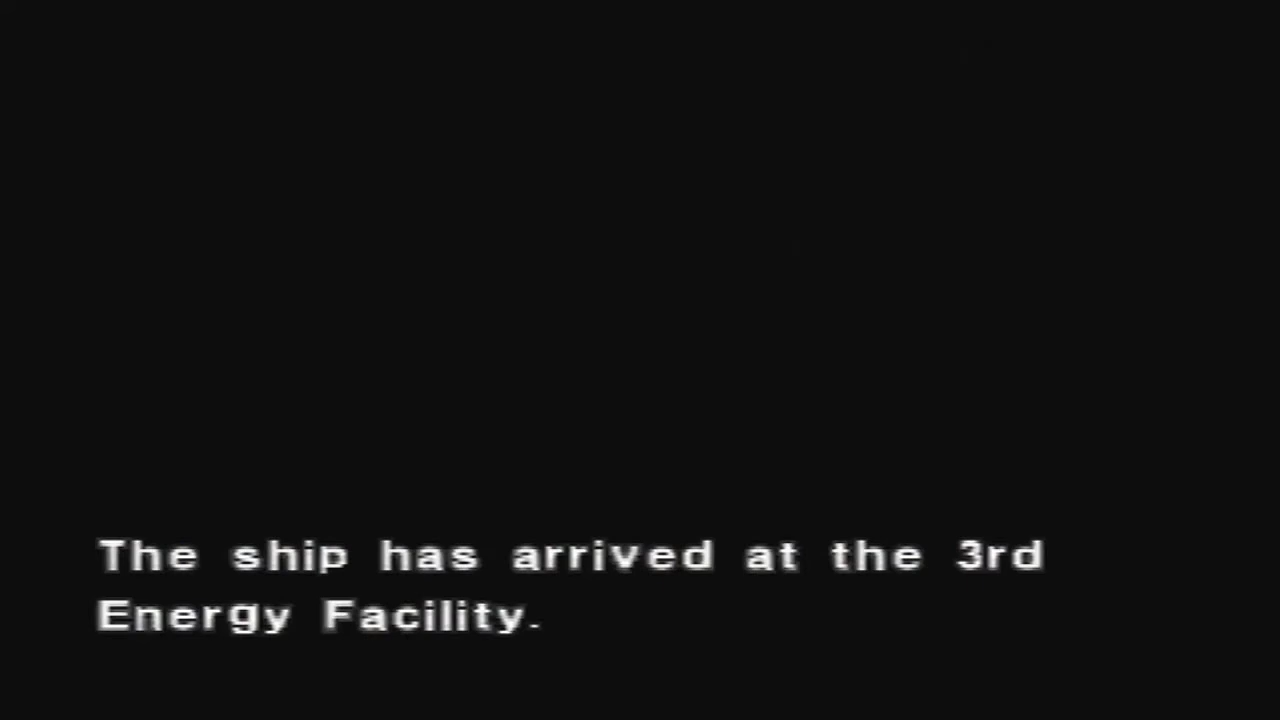 The ship has arrived at the 3rd
Energy Facility.